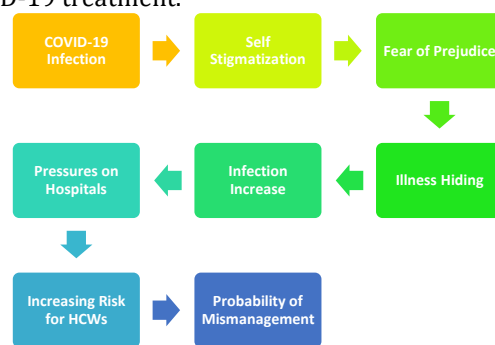 D-19 treatment.
COVID-19
Infection
Self
Stigmatization
Fear of Prejudice
Illness Hiding
Infection
Increase
Pressures on
Hospitals
Increasing Risk
for HCWs
Probability of
Mismanagement